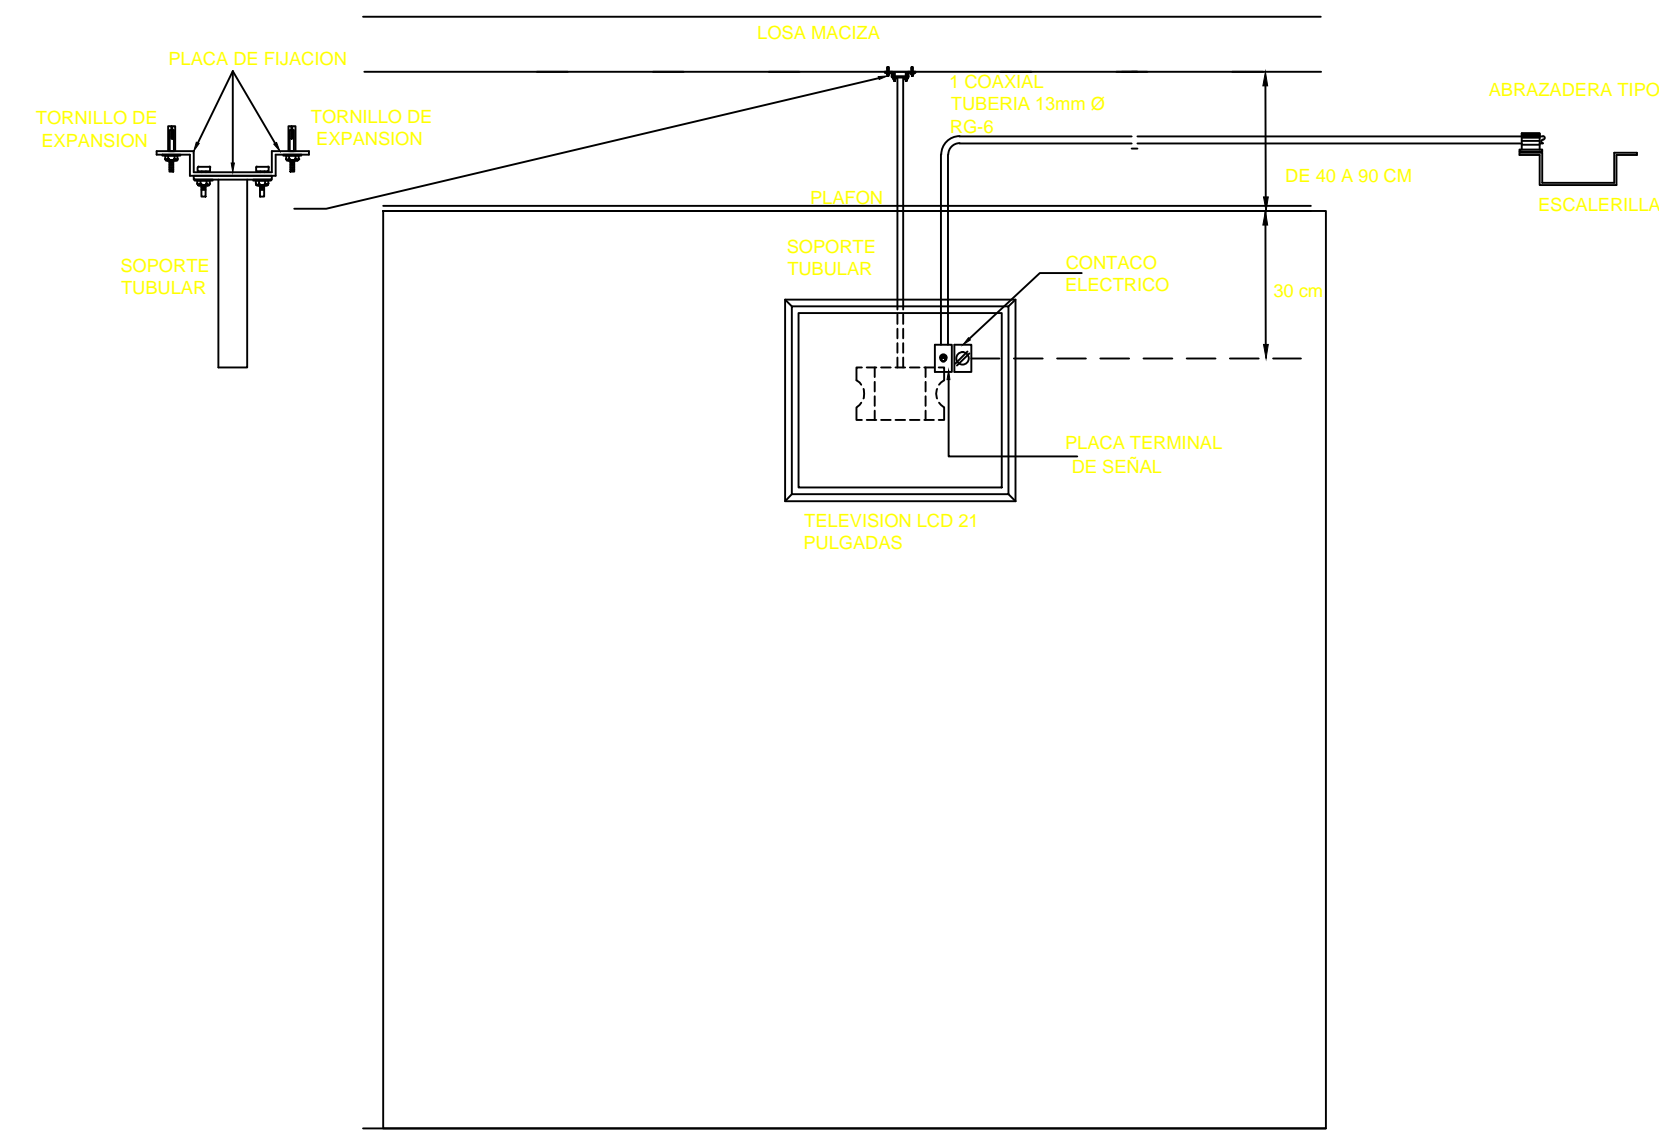 LOSA MACIZA
PLACA DE FIJACION
TORNILLO DE
EXPANSION
TORNILLO DE
EXPANSION
1 COAXIAL
TUBERIA 13mm Ø
RG-6
ABRAZADERA TIPO
DE 40 A 90 CM
ESCALERILLA
PLAFON
SOPORTE
TUBULAR
SOPORTE
TUBULAR
CONTACO
ELECTRICO
30 cm
PLACA TERMINAL
DE SEÑAL
TELEVISION LCD 21
PULGADAS